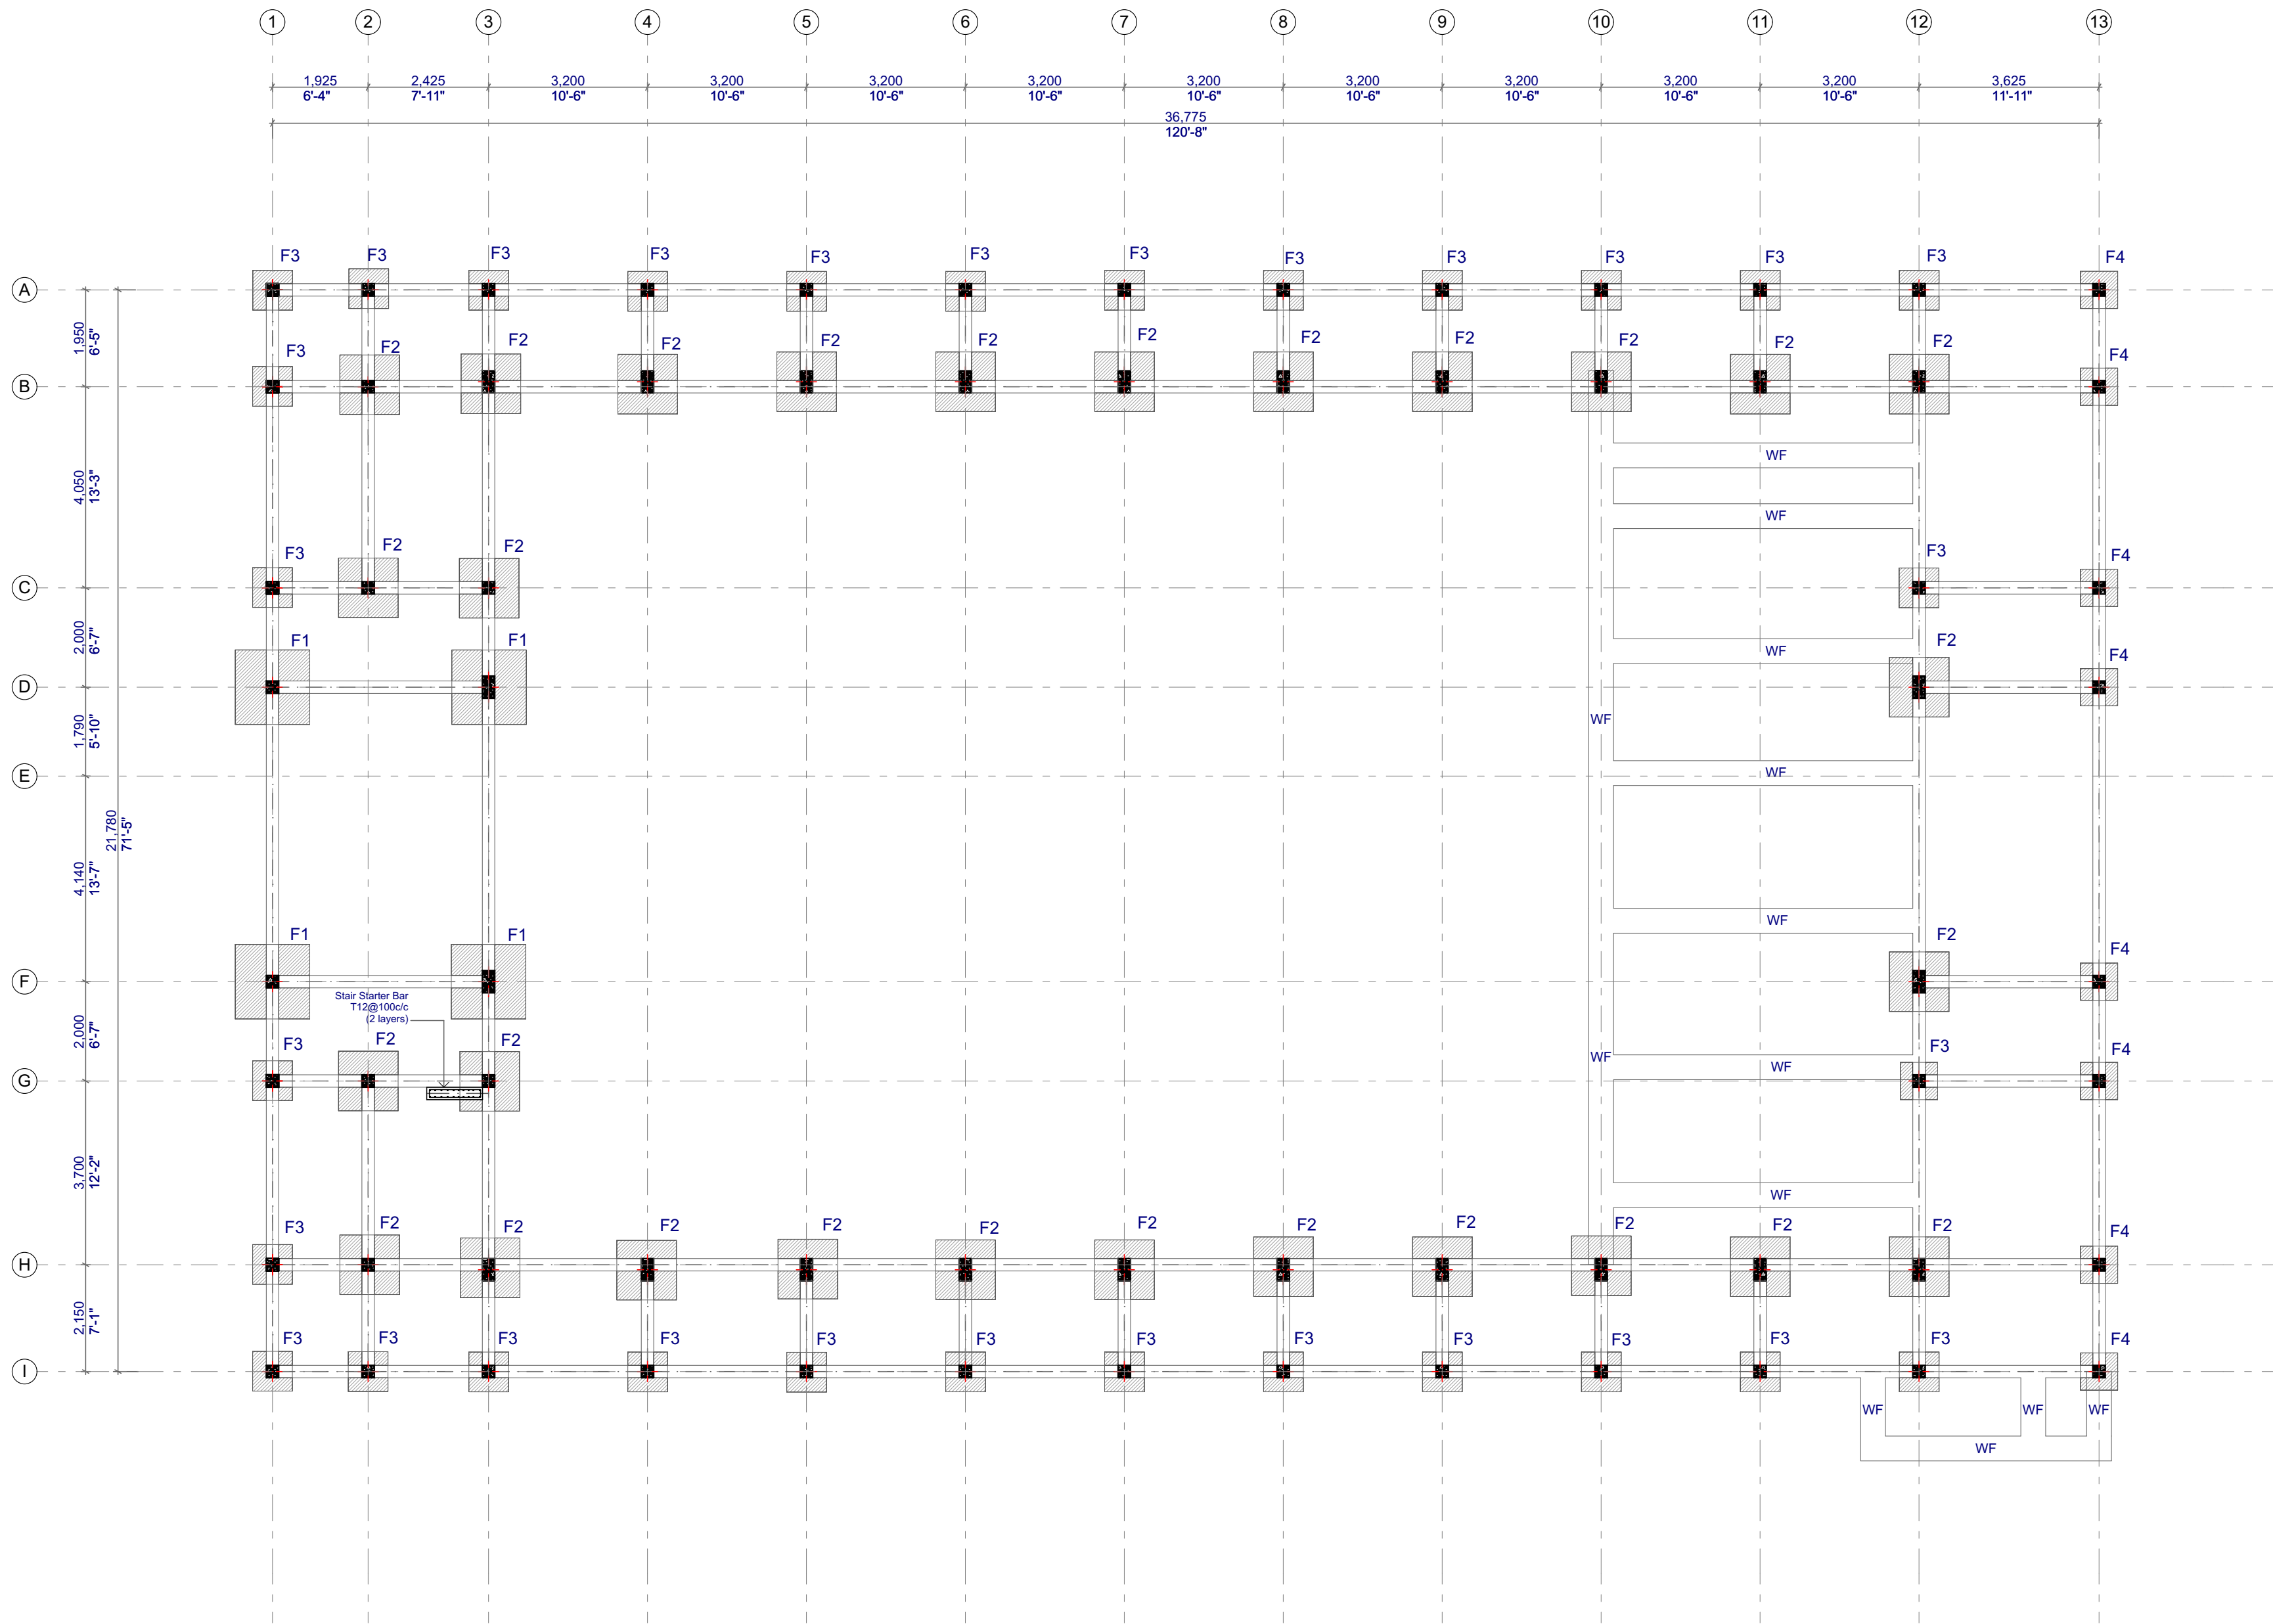 1 2 3 4 5 6 7 8 9 10 11 12 13
1,925 2,425 3,200 3,200 3,200 3,200 3,200 3,200 3,200 3,200 3,200 3,625
6'-4" 7'-11" 10'-6" 10'-6" 10'-6" 10'-6" 10'-6" 10'-6" 10'-6" 10'-6" 10'-6" 11'-11"
36,775
120'-8"
F3 F3 F3 F3 F3 F3 F3 F3 F3 F3 F3 F3 F4
A
1,950
6'-5"
F3 F2 F2 F2 F2 F2 F2 F2 F2 F2 F2 F2 F4
B
WF
4,050
13'-3"
WF
F3 F2 F2 F3 F4
C
2,000
6'-7"
F1 F1 WF F2 F4
D
WF
1,790
5'-10"
E
WF
21,780
71'-5"
4,140
13'-7"
WF
F1 F1 F2 F4
F
Stair Starter Bar
T12@100c/c
(2 layers)
2,000
6'-7"
F3 F2 F2 WF WF F3 F4
G
3,700
12'-2"
WF
F3 F2 F2 F2 F2 F2 F2 F2 F2 F2 F2 F2 F4
H
2,150
7'-1"
F3 F3 F3 F3 F3 F3 F3 F3 F3 F3 F3 F3 F4
I
WF WF WF
WF